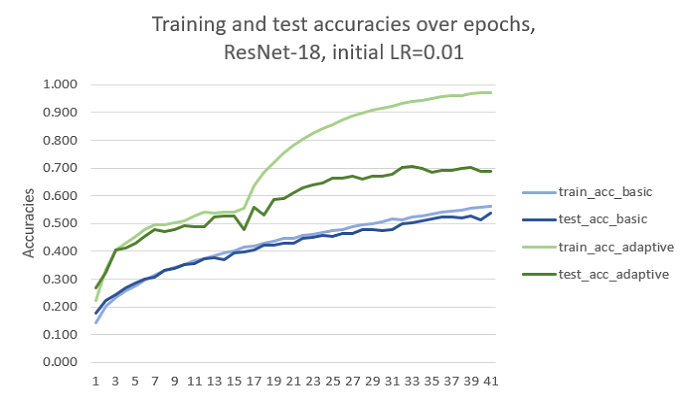 Training and test accuracies over epochs,
ResNet-18, initial LR=0.01
1.000
0.900
0.800
0.700
0.600
0.500
0.400
0.300
0.200
0.100
0.000
Accuracies
1 3 5 7 9 11 13 15 17 19 21 23 25 27 29 31 33 35 37 39 41
train_acc_basic
test_acc_basic
train_acc_adaptive
test_acc_adaptive